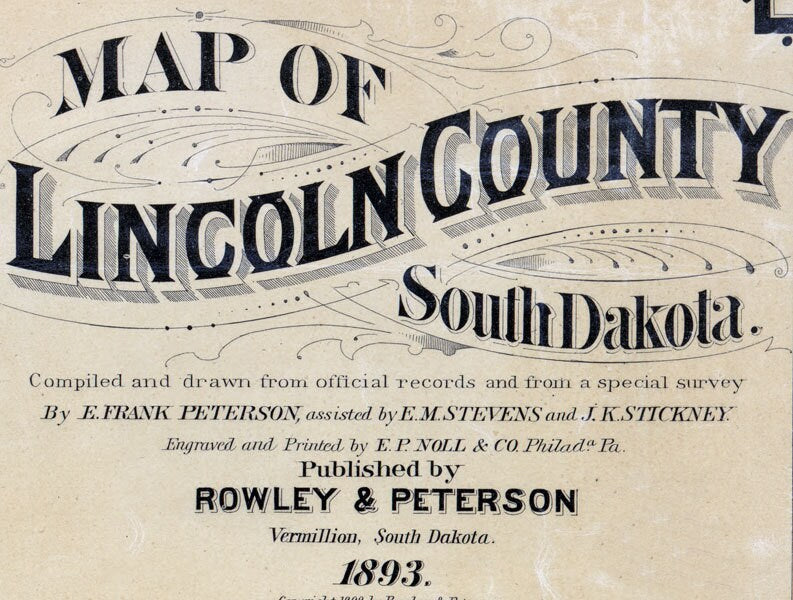 MAP OF
LINCOLN COUNTY
South Dakota.
Compiled and drawn from official records and from a special survey
By E. FRANK PETERSON, assisted by E. M. STEVENS and J. K. STICKNEY.
Engraved and Printed by E. P. NOLL & CO. Philadª Pa.
Published by
ROWLEY & PETERSON
Vermillion, South Dakota.
1893.